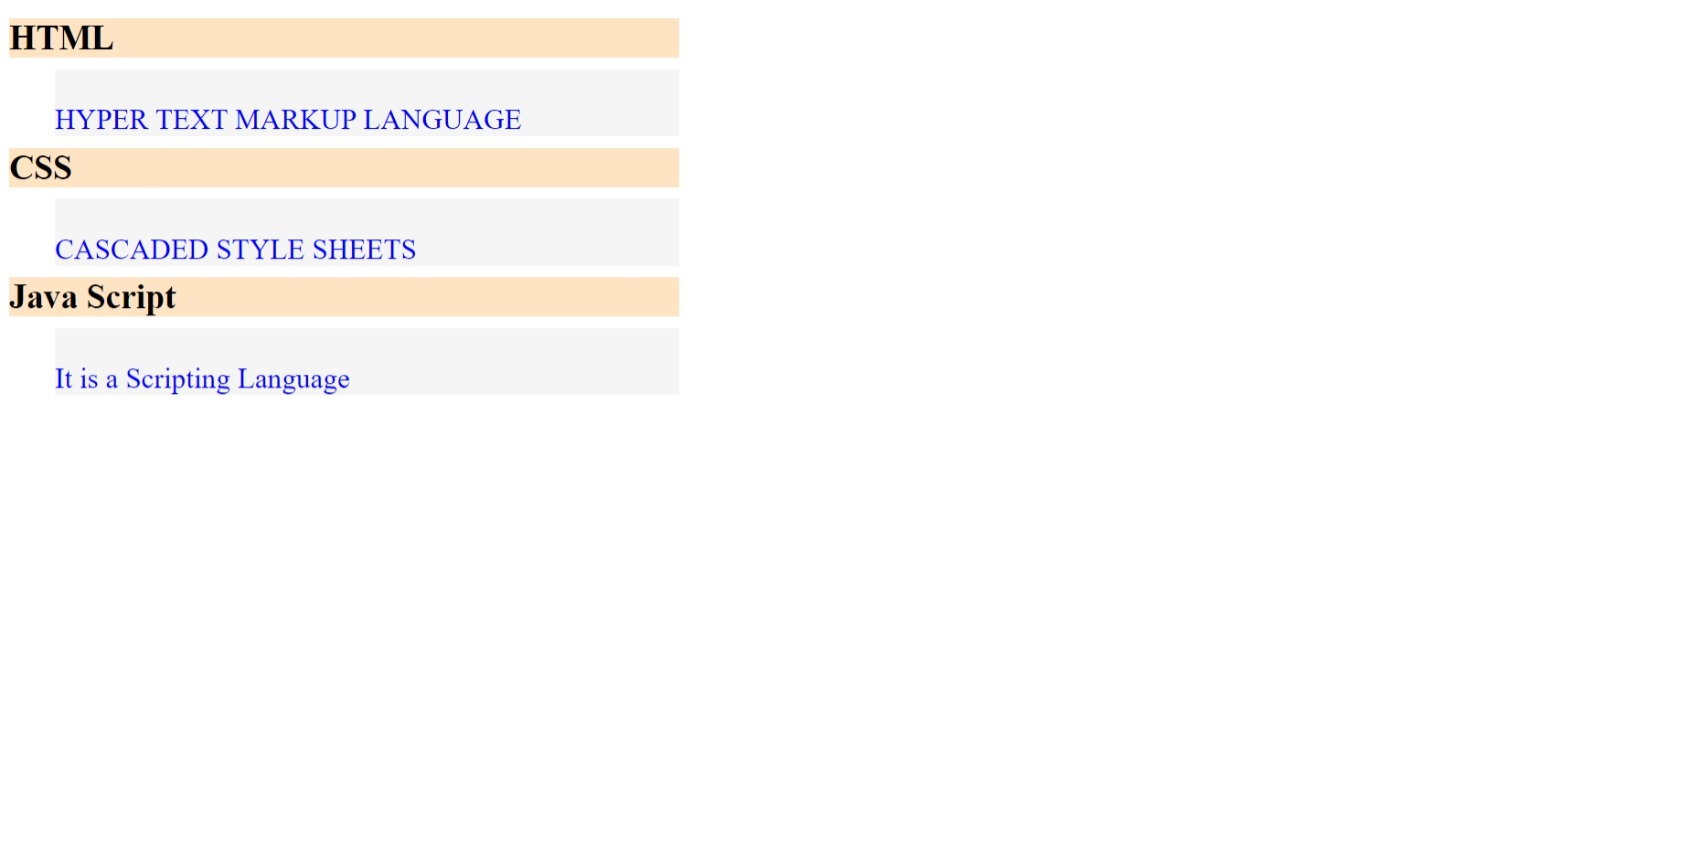 HTML
HYPER TEXT MARKUP LANGUAGE
CSS
CASCADED STYLE SHEETS
Java Script
It is a Scripting Language